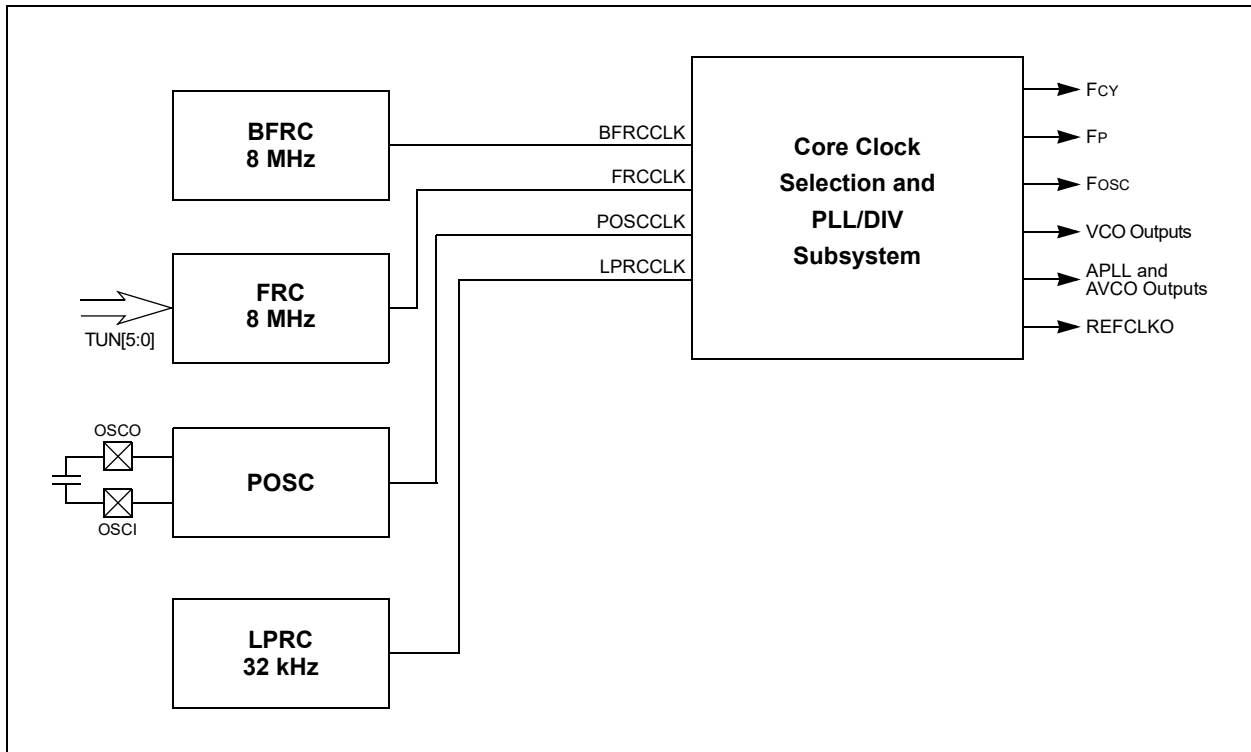 BFRC
8 MHz
BFRCCLK
FRCCLK
POSCCLK
LPRCCLK
FRC
8 MHz
TUN[5:0]
OSCO
OSCI
POSC
LPRC
32 kHz
Core Clock
Selection and
PLL/DIV
Subsystem
FCY
FP
FOSC
VCO Outputs
APLL and
AVCO Outputs
REFCLKO